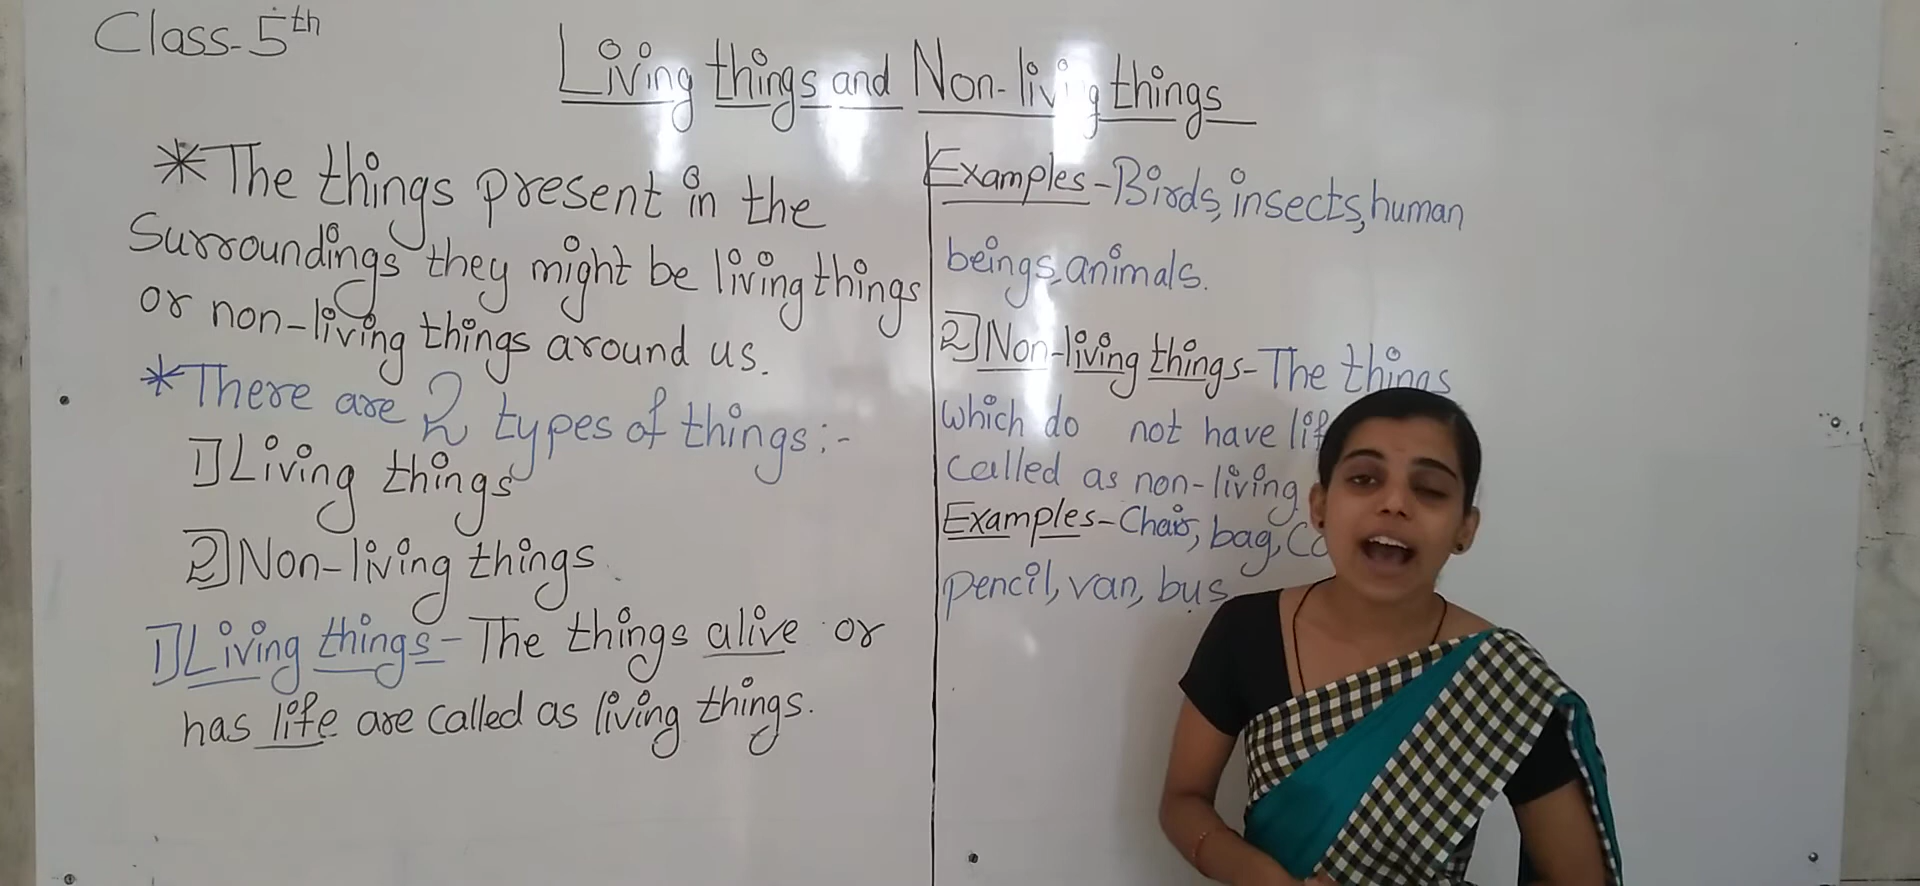 Class-5th
Living things and Non-living things
*The things present in the
Surroundings they might be living things
or non-living things around us.
*There are 2 types of things:-
1]Living things
2]Non-living things
1]Living things- The things alive or
has life are called as living things.
Examples-Birds, insects, human
beings, animals.
2]Non-living things-The things
which do not have
called as non-living
Examples-Chair, bag,
pencil, van, bus